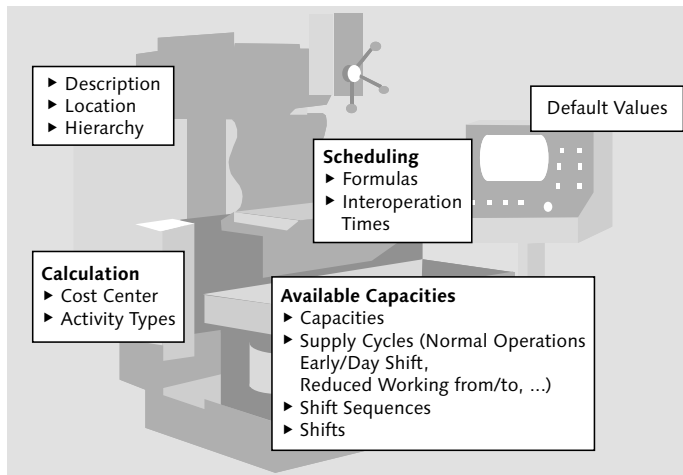 ▶ Description
▶ Location
▶ Hierarchy
Default Values
Scheduling
▶ Formulas
▶ Interoperation
Times
Calculation
▶ Cost Center
▶ Activity Types
Available Capacities
▶ Capacities
▶ Supply Cycles (Normal Operations
Early/Day Shift,
Reduced Working from/to, ...)
▶ Shift Sequences
▶ Shifts